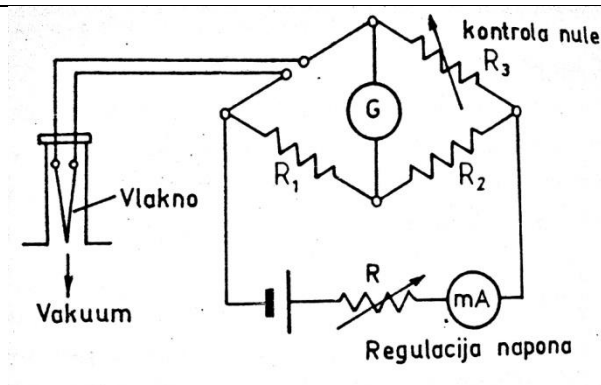 kontrola nule
R3
G
R1
R2
Vlakno
Vakuum
R
mA
Regulacija napona